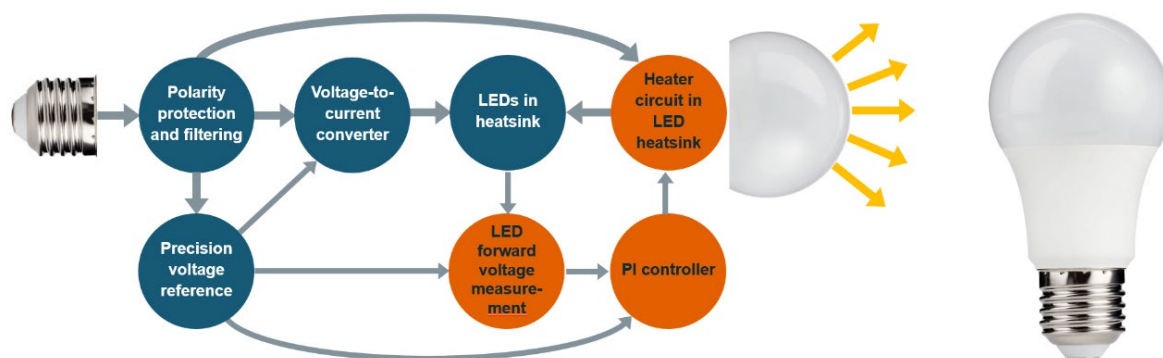 Polarity
protection
and filtering
Voltage-to-
current
converter
LEDs in
heatsink
Heater
circuit in
LED
heatsink
Precision
voltage
reference
LED
forward
voltage
measure-
ment
PI controller